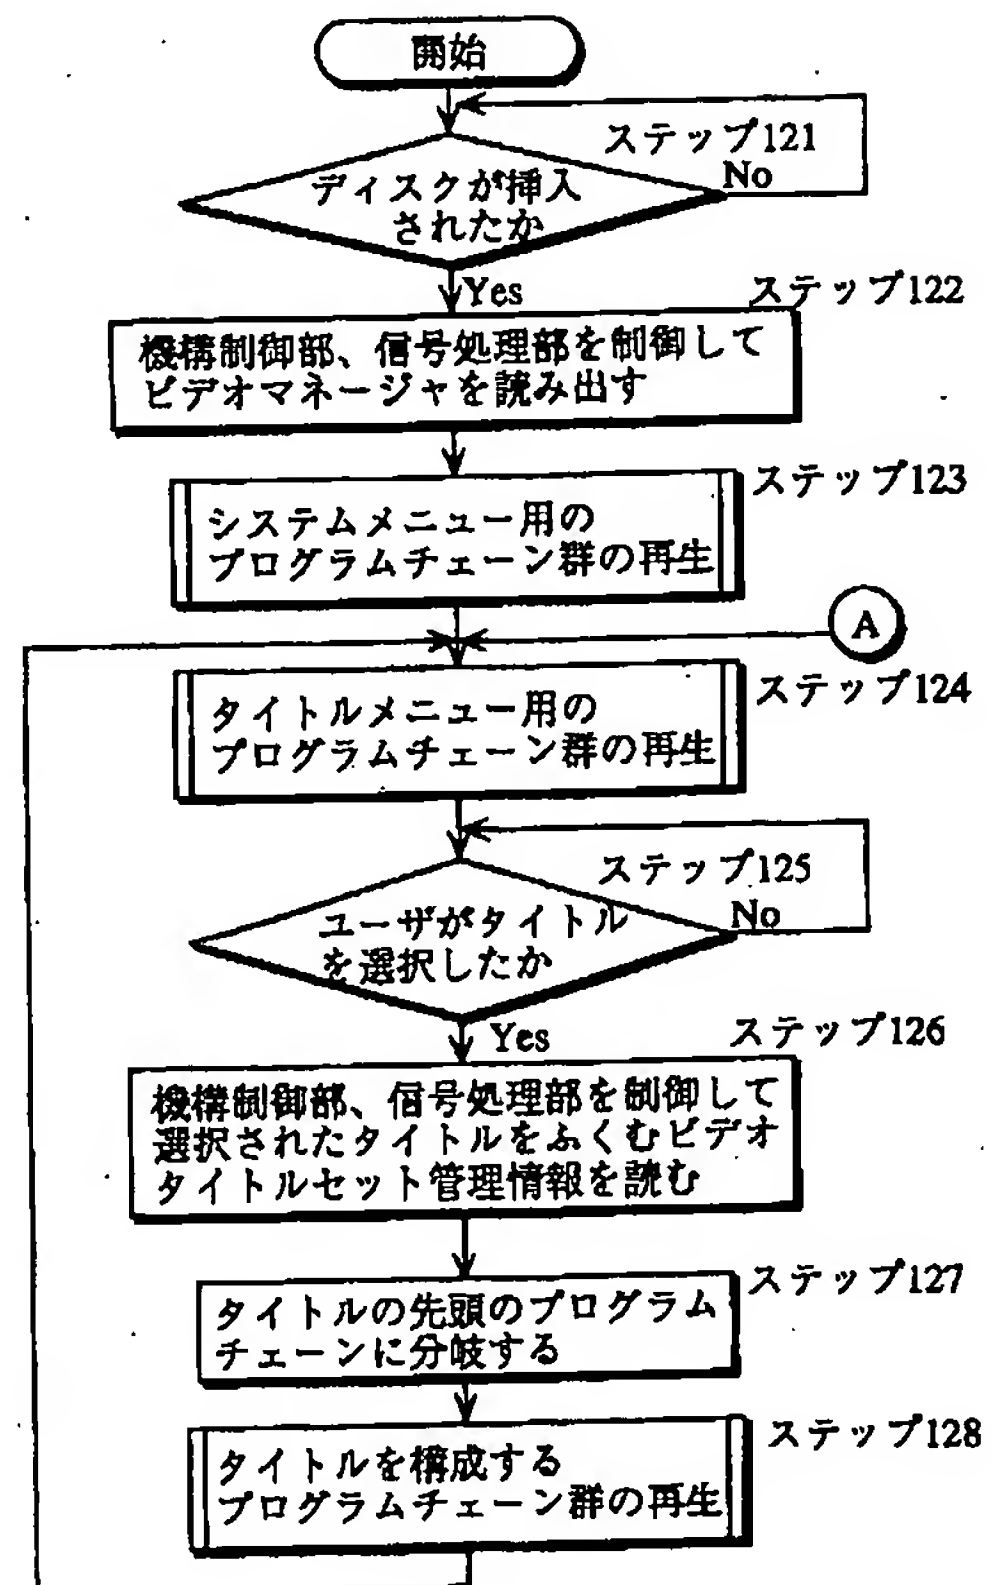 開始
ステップ121
No
ディスクが挿入
されたか
Yes
ステップ122
機構制御部、信号処理部を制御して
ビデオマネージャを読み出す
ステップ123
システムメニュー用の
プログラムチェーン群の再生
A
ステップ124
タイトルメニュー用の
プログラムチェーン群の再生
ステップ125
No
ユーザがタイトル
を選択したか
Yes
ステップ126
機構制御部、信号処理部を制御して
選択されたタイトルをふくむビデオ
タイトルセット管理情報を読む
ステップ127
タイトルの先頭のプログラム
チェーンに分岐する
ステップ128
タイトルを構成する
プログラムチェーン群の再生